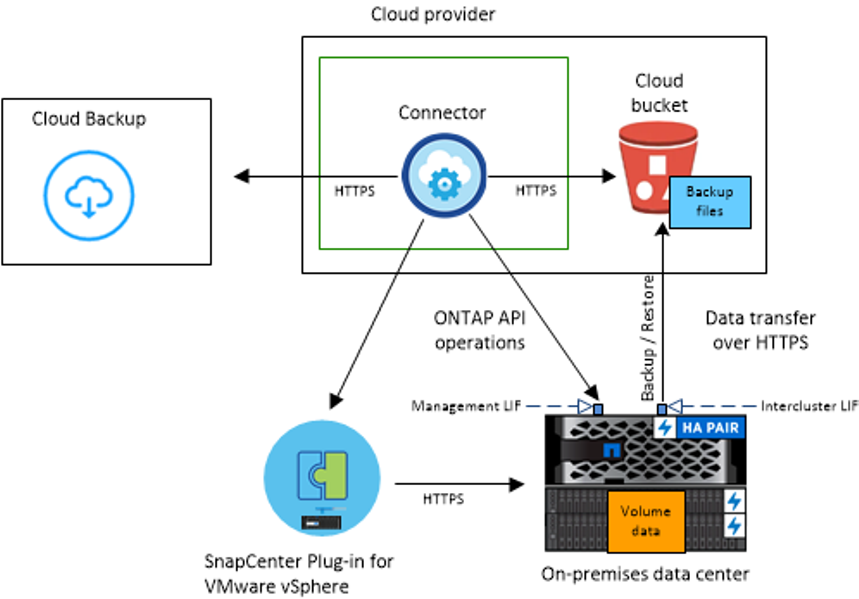 Cloud provider
Cloud Backup
Connector
Cloud
bucket
HTTPS
HTTPS
Backup
files
ONTAP API
operations
Backup / Restore
Data transfer
over HTTPS
Management LIF
Intercluster LIF
HA PAIR
HTTPS
Volume
data
SnapCenter Plug-in for
VMware vSphere
On-premises data center